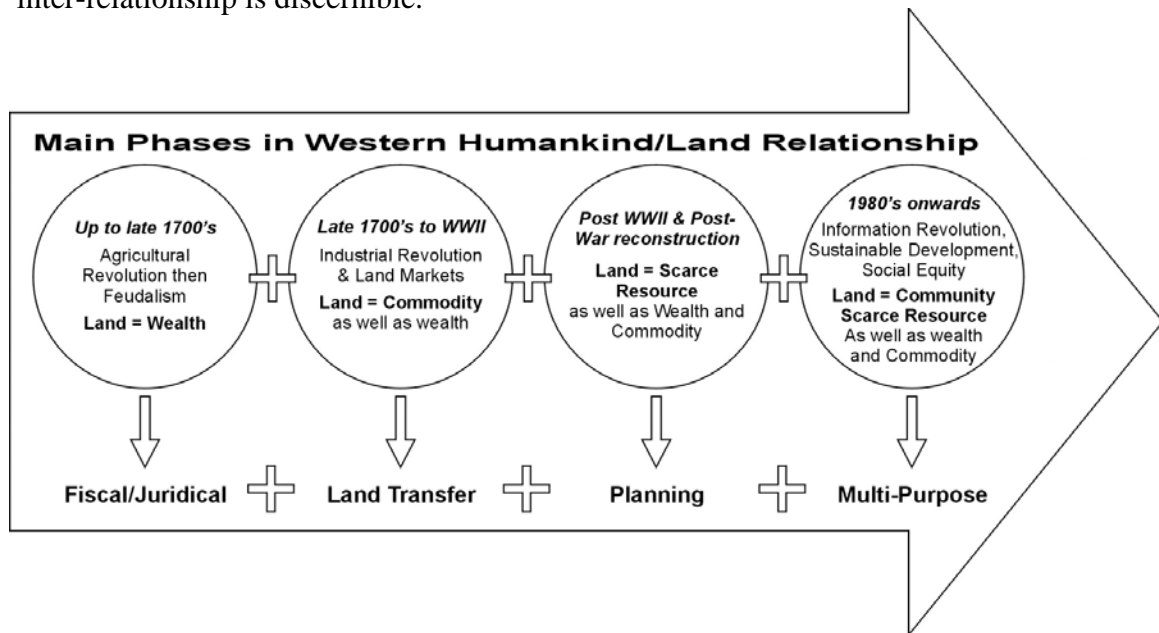 inter-relationship is discernible.
Main Phases in Western Humankind/Land Relationship
Up to late 1700's
Agricultural
Revolution then
Feudalism
Land = Wealth
Late 1700's to WWII
Industrial Revolution
& Land Markets
Land = Commodity
as well as wealth
Post WWII & Post-
War reconstruction
Land = Scarce
Resource
as well as Wealth and
Commodity
1980's onwards
Information Revolution,
Sustainable Development,
Social Equity
Land = Community
Scarce Resource
As well as wealth
and Commodity
Fiscal/Juridical
Land Transfer
Planning
Multi-Purpose